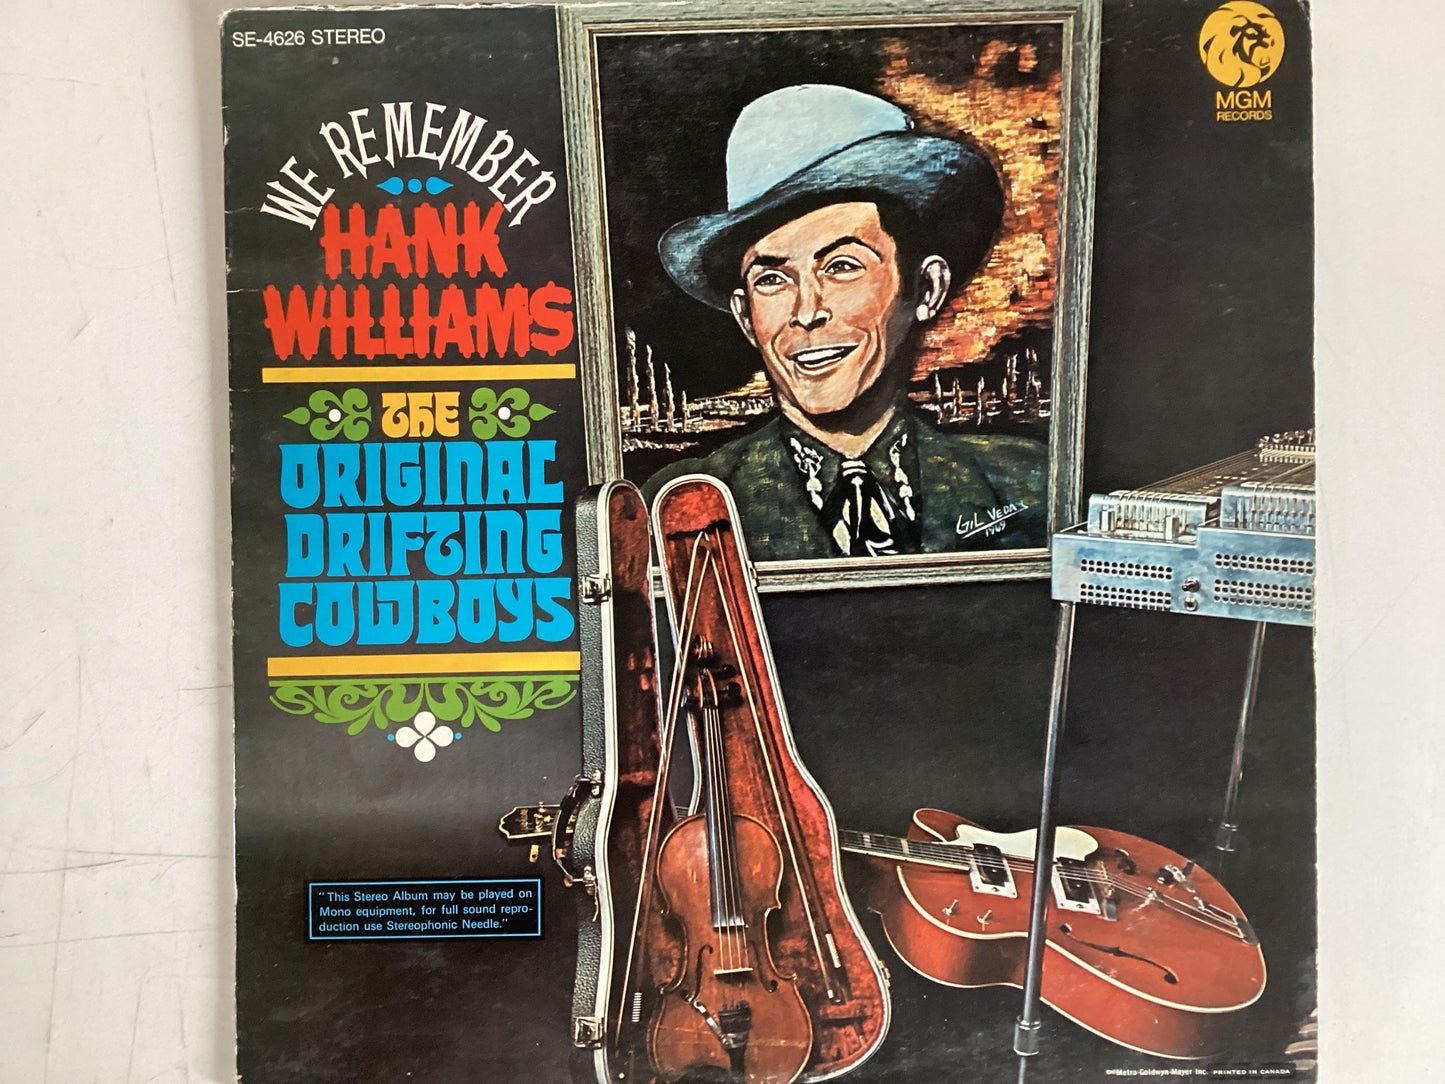 SE-4626 STEREO
MGM
RECORDS
WE REMEMBER
HANK
WILLIAMS
THE
ORIGINAL
DRIFTING
COWBOYS
GIL VEDA
1969
"This Stereo Album may be played on
Mono equipment, for full sound repro-
duction use Stereophonic Needle."
Metro-Goldwyn-Mayer Inc. PRINTED IN CANADA